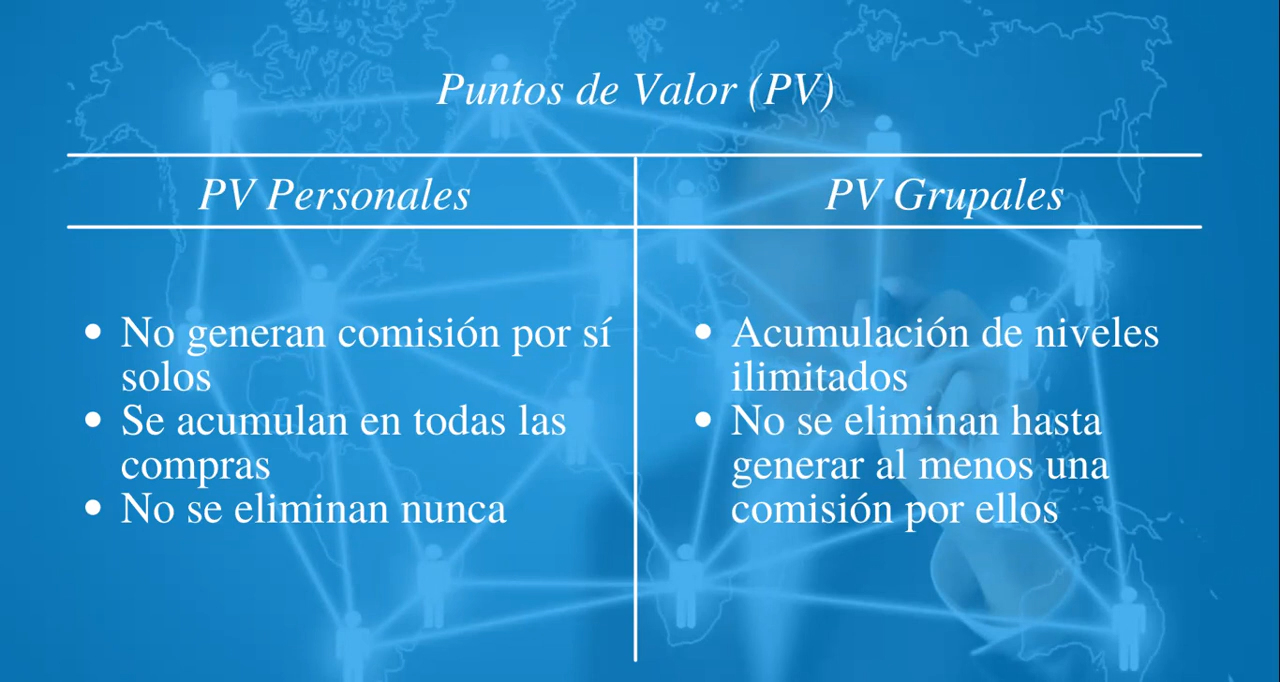 Puntos de Valor (PV)
PV Personales
• No generan comisión por sí
solos
• Se acumulan en todas las
compras
• No se eliminan nunca
PV Grupales
• Acumulación de niveles
ilimitados
• No se eliminan hasta
generar al menos una
comisión por ellos